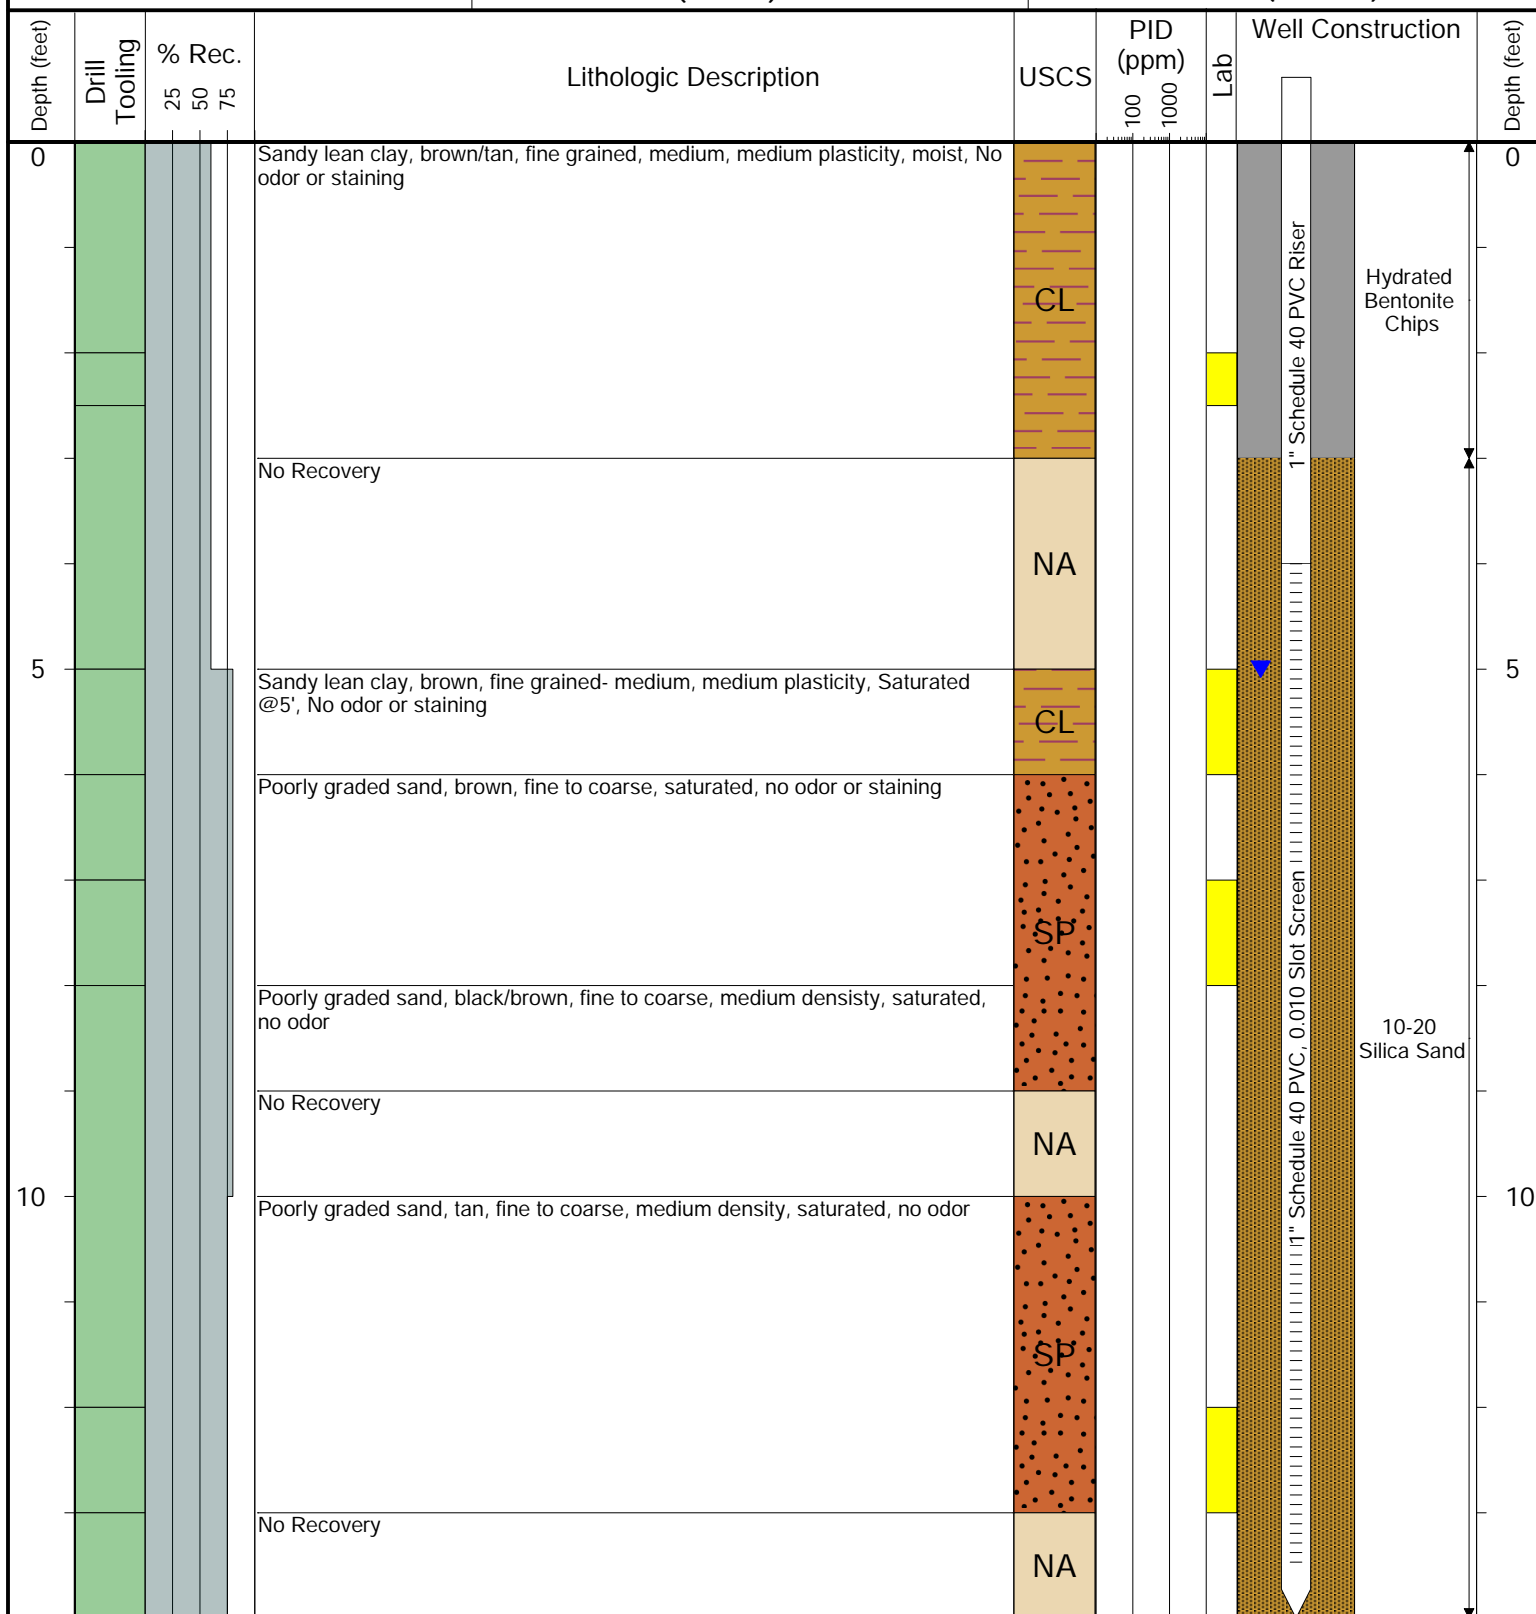 Depth (feet)
Drill
Tooling
% Rec.
25
50
75
Lithologic Description
USCS
PID
(ppm)
100
1000
Lab
Well Construction
Depth (feet)
0
Sandy lean clay, brown/tan, fine grained, medium, medium plasticity, moist, No
odor or staining
0
CL
1" Schedule 40 PVC Riser
Hydrated
Bentonite
Chips
No Recovery
NA
5
Sandy lean clay, brown, fine grained- medium, medium plasticity, Saturated
@5', No odor or staining
5
CL
Poorly graded sand, brown, fine to coarse, saturated, no odor or staining
SP
Poorly graded sand, black/brown, fine to coarse, medium densisty, saturated,
no odor
1" Schedule 40 PVC, 0.010 Slot Screen
10-20
Silica Sand
No Recovery
NA
10
Poorly graded sand, tan, fine to coarse, medium density, saturated, no odor
10
SP
No Recovery
NA